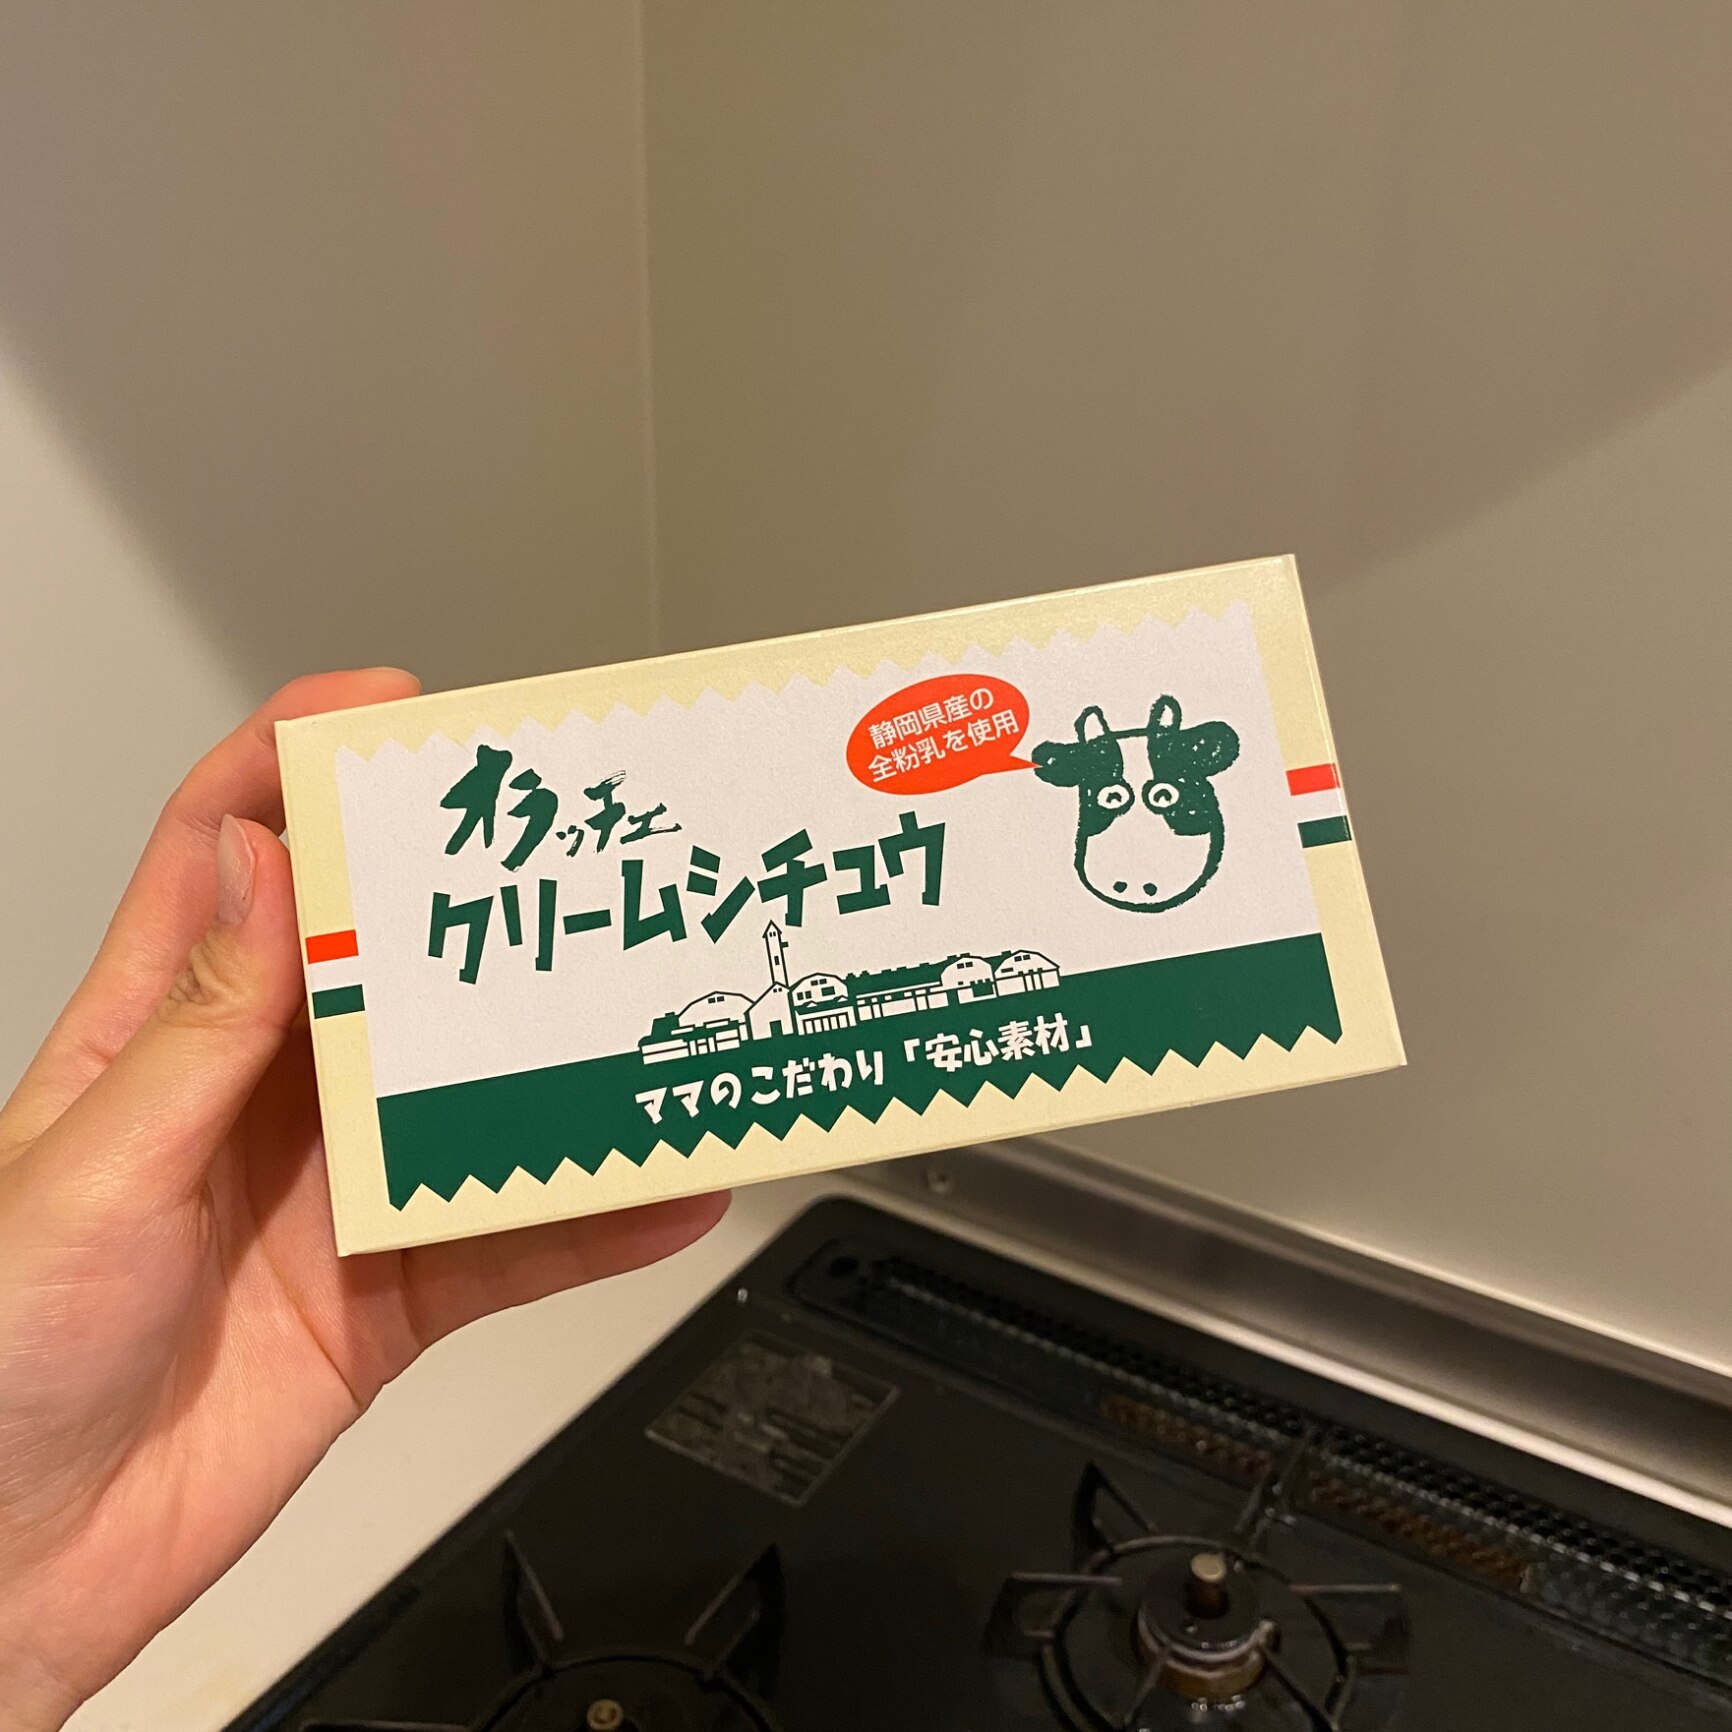 静岡県産の
全粉乳を使用
オラッチェ
クリームシチュウ
ママのこだわり「安心素材」